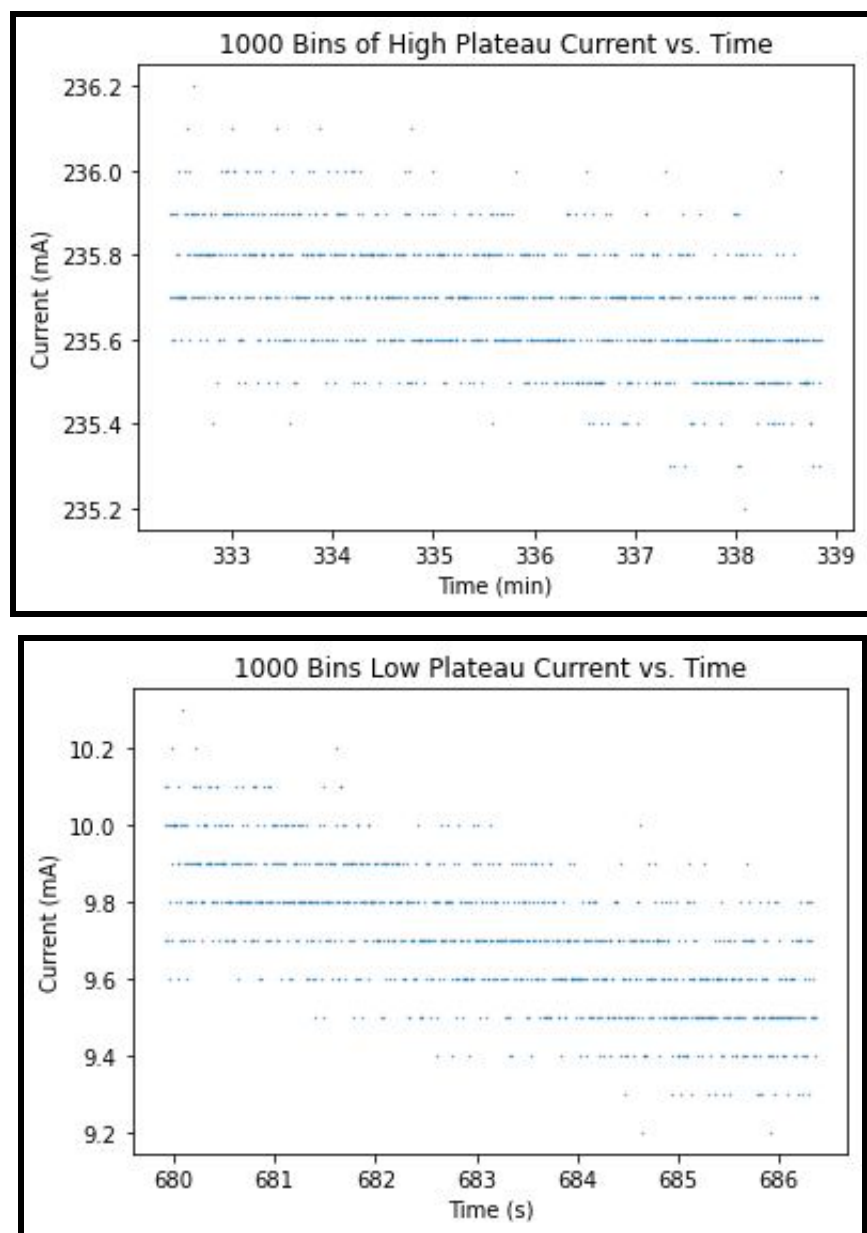 1000 Bins of High Plateau Current vs. Time
236.2
236.0
235.8
235.6
235.4
235.2
Current (mA)
333 334 335 336 337 338 339
Time (min)
1000 Bins Low Plateau Current vs. Time
10.2
10.0
9.8
9.6
9.4
9.2
Current (mA)
680 681 682 683 684 685 686
Time (s)